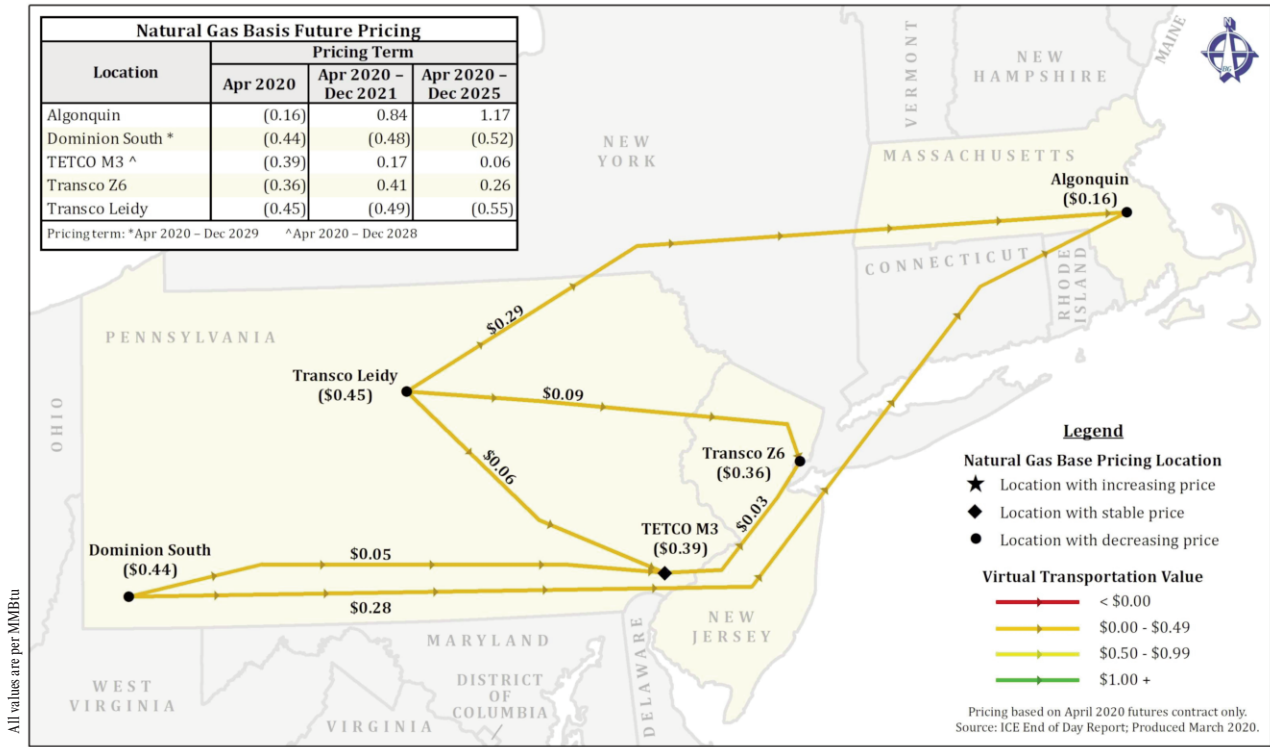 Natural Gas Basis Future Pricing
Location
Pricing Term
Apr 2020
Apr 2020 –
Dec 2021
Apr 2020 –
Dec 2025
Algonquin (0.16) 0.84 1.17
Dominion South * (0.44) (0.48) (0.52)
TETCO M3 ^ (0.39) 0.17 0.06
Transco Z6 (0.36) 0.41 0.26
Transco Leidy (0.45) (0.49) (0.55)
Pricing term: *Apr 2020 – Dec 2029 ^Apr 2020 – Dec 2028
MAINE
VERMONT
NEW
HAMPSHIRE
NEW
YORK
MASSACHUSETTS
Algonquin
($0.16)
CONNECTICUT
RHODE
ISLAND
PENNSYLVANIA
OHIO
$0.29
Transco Leidy
($0.45)
$0.09
$0.06
Transco Z6
($0.36)
$0.03
TETCO M3
($0.39)
Dominion South
($0.44)
$0.05
$0.28
NEW
JERSEY
MARYLAND
DELAWARE
WEST
VIRGINIA
DISTRICT
OF
COLUMBIA
VIRGINIA
Legend
Natural Gas Base Pricing Location
Location with increasing price
Location with stable price
Location with decreasing price
Virtual Transportation Value
< $0.00
$0.00 - $0.49
$0.50 - $0.99
$1.00 +
Pricing based on April 2020 futures contract only.
Source: ICE End of Day Report; Produced March 2020.
All values are per MMBtu